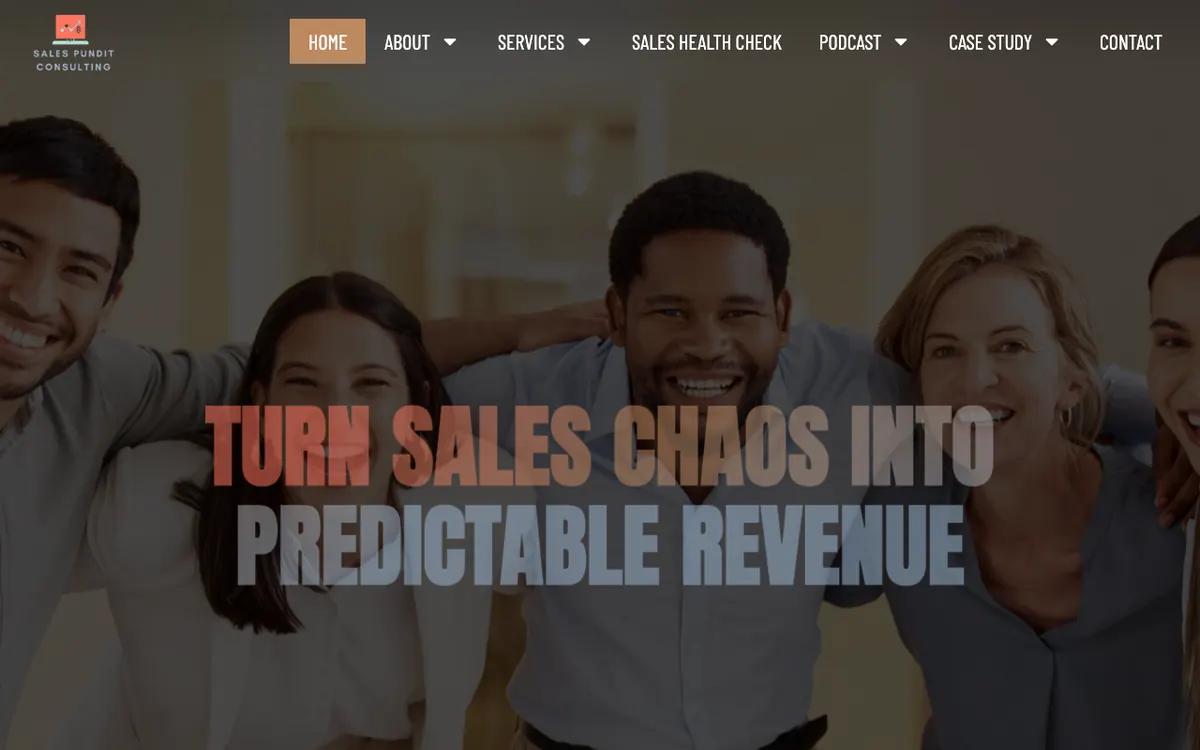 SALES PUNDIT
CONSULTING
HOME
ABOUT
SERVICES
SALES HEALTH CHECK
PODCAST
CASE STUDY
CONTACT
TURN SALES CHAOS INTO
PREDICTABLE REVENUE